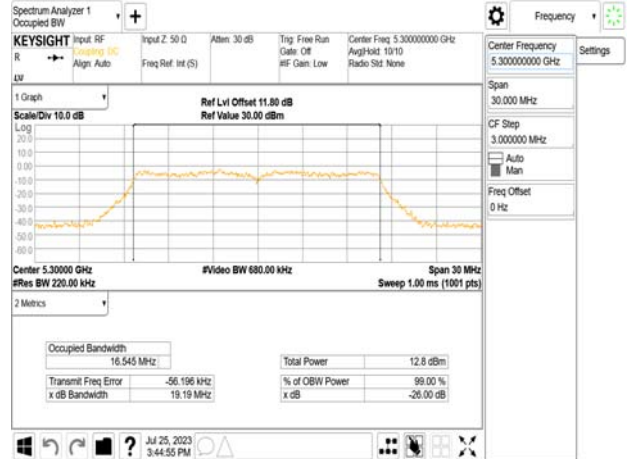 Spectrum Analyzer 1
Occupied BW
Frequency
KEYSIGHT
R
Input: RF
Coupling: DC
Align: Auto
Input Z: 50 Ω
Freq Ref: Int (S)
Atten: 30 dB
Trig: Free Run
Gate: Off
#IF Gain: Low
Center Freq: 5.300000000 GHz
Avg|Hold: 10/10
Radio Std: None
Center Frequency
5.300000000 GHz
Settings
Span
30.000 MHz
CF Step
3.000000 MHz
Auto
Man
Freq Offset
0 Hz
1 Graph
Scale/Div 10.0 dB
Ref Lvl Offset 11.80 dB
Ref Value 30.00 dBm
Log
20.0
10.0
0.00
-10.0
-20.0
-30.0
-40.0
-50.0
-60.0
Center 5.30000 GHz
#Res BW 220.00 kHz
#Video BW 680.00 kHz
Span 30 MHz
Sweep 1.00 ms (1001 pts)
2 Metrics
Occupied Bandwidth
16.545 MHz
Total Power 12.8 dBm
Transmit Freq Error -56.196 kHz
% of OBW Power 99.00 %
x dB Bandwidth 19.19 MHz
x dB -26.00 dB
?
Jul 25, 2023
3:44:55 PM